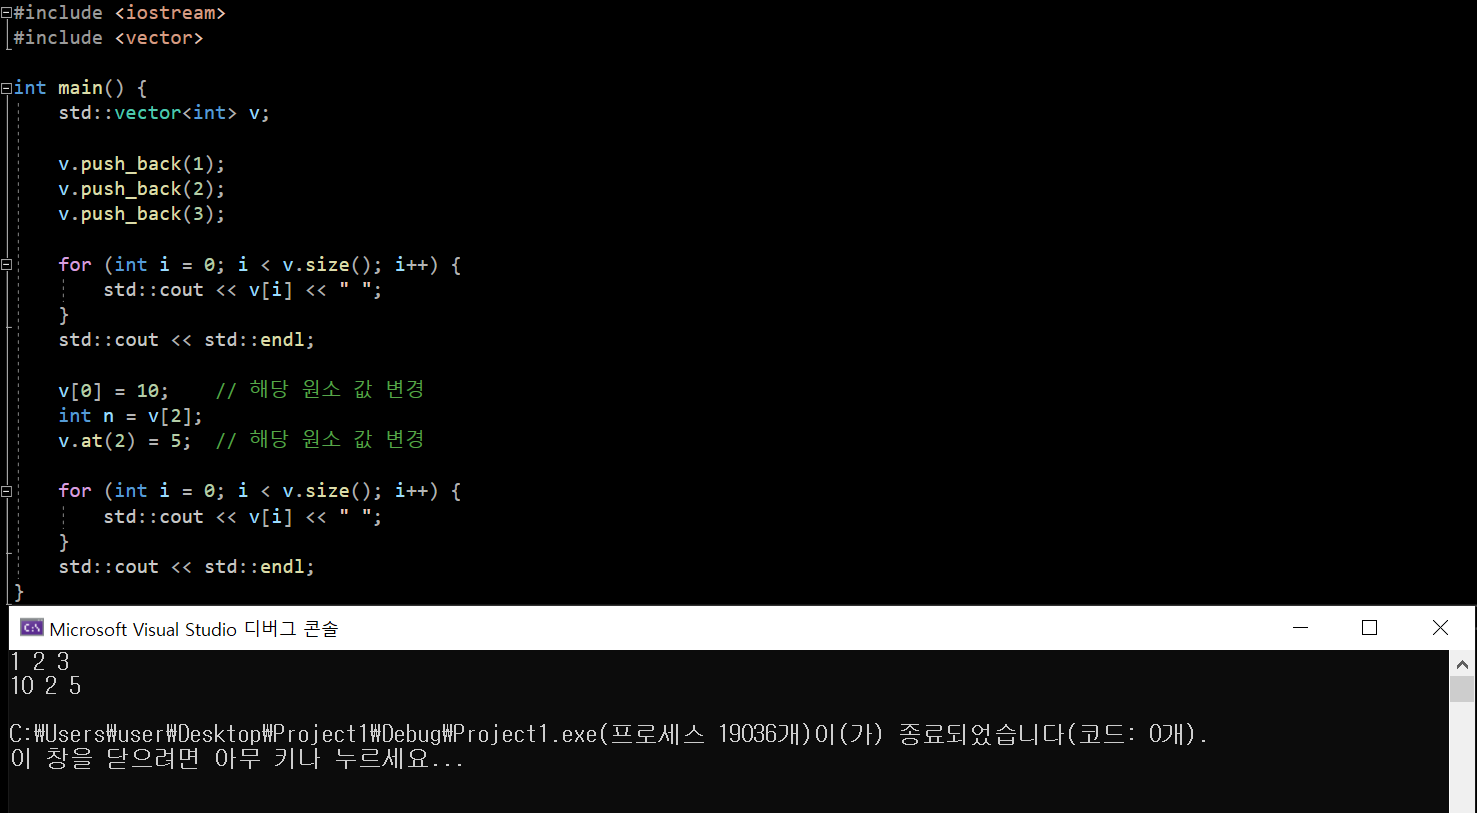 #include <iostream>
#include <vector>
int main() {
    std::vector<int> v;
    v.push_back(1);
    v.push_back(2);
    v.push_back(3);
    for (int i = 0; i < v.size(); i++) {
        std::cout << v[i] << " ";
    }
    std::cout << std::endl;
    v[0] = 10;    // 해당 원소 값 변경
    int n = v[2];
    v.at(2) = 5;  // 해당 원소 값 변경
    for (int i = 0; i < v.size(); i++) {
        std::cout << v[i] << " ";
    }
    std::cout << std::endl;
}
C:\ Microsoft Visual Studio 디버그 콘솔
1 2 3
10 2 5
C:₩Users₩user₩Desktop₩Project1₩Debug₩Project1.exe(프로세스 19036개)이(가) 종료되었습니다(코드: 0개).
이 창을 닫으려면 아무 키나 누르세요...